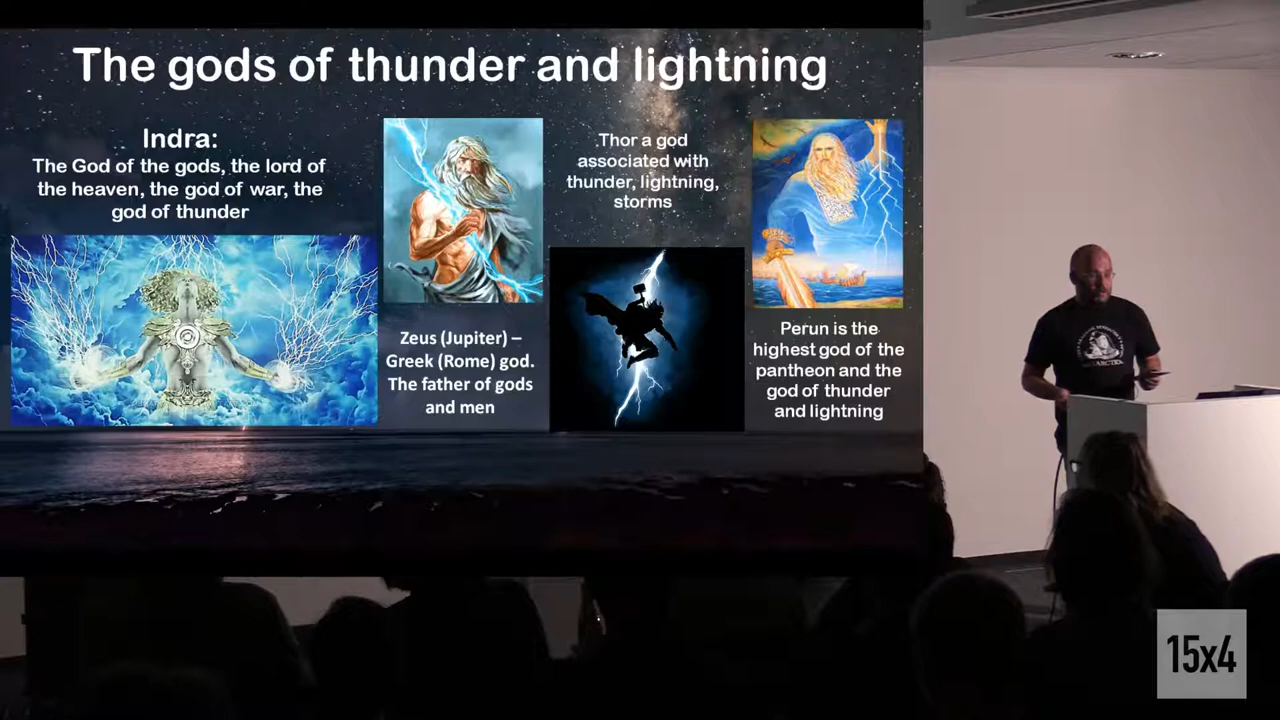 The gods of thunder and lightning
Indra:
The God of the gods, the lord of
the heaven, the god of war, the
god of thunder
Zeus (Jupiter) –
Greek (Rome) god.
The father of gods
and men
Thor a god
associated with
thunder, lightning,
storms
Perun is the
highest god of the
pantheon and the
god of thunder
and lightning
15x4